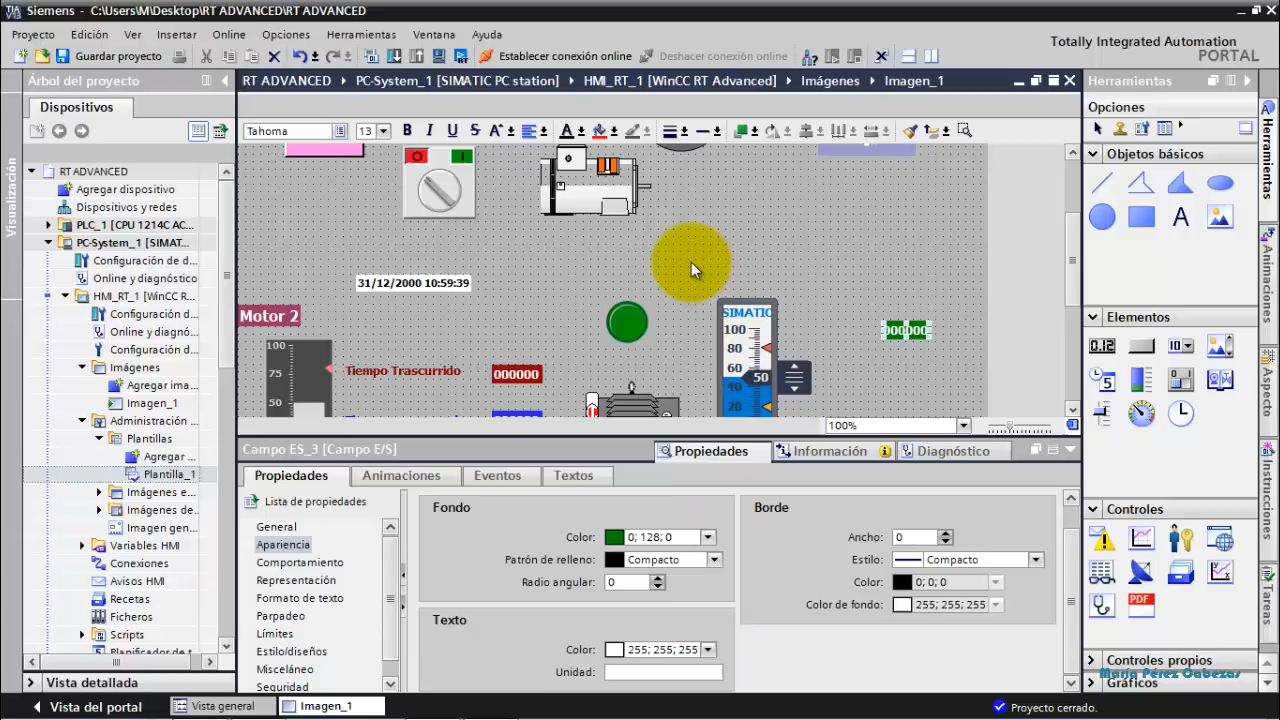 Siemens - C:\Users\M\Desktop\RT ADVANCED\RT ADVANCED
Proyecto Edición Ver Insertar Online Opciones Herramientas Ventana Ayuda
Totally Integrated Automation
PORTAL
Guardar proyecto
Establecer conexión online
Deshacer conexión online
Árbol del proyecto
RT ADVANCED
PC-System_1 [SIMATIC PC station]
HMI_RT_1 [WinCC RT Advanced]
Imágenes
Imagen_1
Herramientas
Dispositivos
Opciones
Visualización
RT ADVANCED
Agregar dispositivo
Dispositivos y redes
PLC_1 [CPU 1214C AC...
PC-System_1 [SIMAT...
Configuración de d...
Online y diagnóstic
HMI_RT_1 [WinCC R...
Configuración d...
Online y diagnó...
Configuración d...
Imágenes
Agregar ima...
Imagen_1
Administración ...
Plantillas
Agregar ...
Plantilla_1
Imágenes e...
Imágenes de...
Imagen gen...
Variables HMI
Conexiones
Avisos HMI
Recetas
Ficheros
Scripts
Vista detallada
Tahoma 13
31/12/2000 10:59:39
Motor 2
100
75
50
Tiempo Trascurrido
000000
SIMATIC
100
80
60
50
40
20
000000
100%
Campo ES_3 [Campo E/S]
Propiedades
Información
Diagnóstico
Propiedades Animaciones Eventos Textos
Lista de propiedades
General
Apariencia
Comportamiento
Representación
Formato de texto
Parpadeo
Límites
Estilo/diseños
Misceláneo
Seguridad
Fondo
Color: 0; 128; 0
Patrón de relleno: Compacto
Radio angular: 0
Texto
Color: 255; 255; 255
Unidad:
Borde
Ancho: 0
Estilo: Compacto
Color: 0; 0; 0
Color de fondo: 255; 255; 255
Objetos básicos
Elementos
Controles
PDF
Controles propios
María Pérez Cabezas
Gráficos
Herramientas
Animaciones
Aspecto
Instrucciones
Tareas
Vista del portal
Vista general
Imagen_1
Proyecto cerrado.